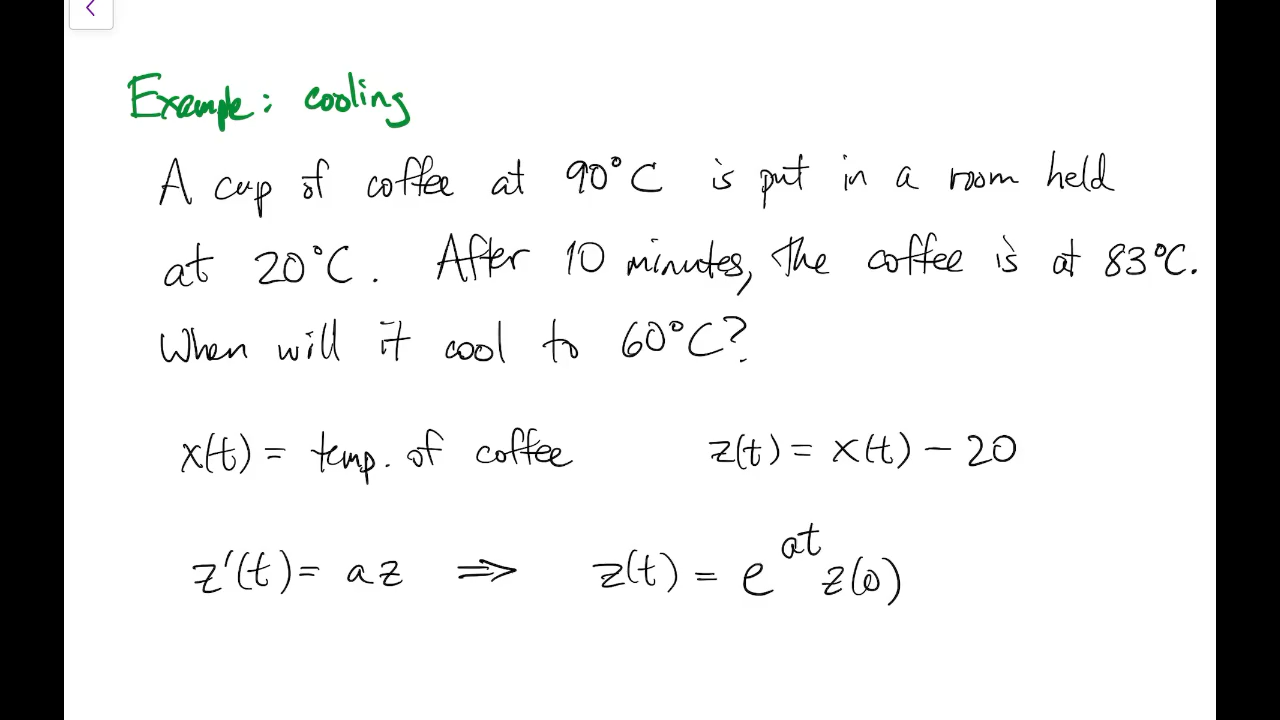 Example: cooling
A cup of coffee at 90°C is put in a room held
at 20°C. After 10 minutes, the coffee is at 83°C.
When will it cool to 60°C?
x(t) = temp. of coffee z(t) = x(t) - 20
z'(t) = az ⇒ z(t) = e^{at} z(0)